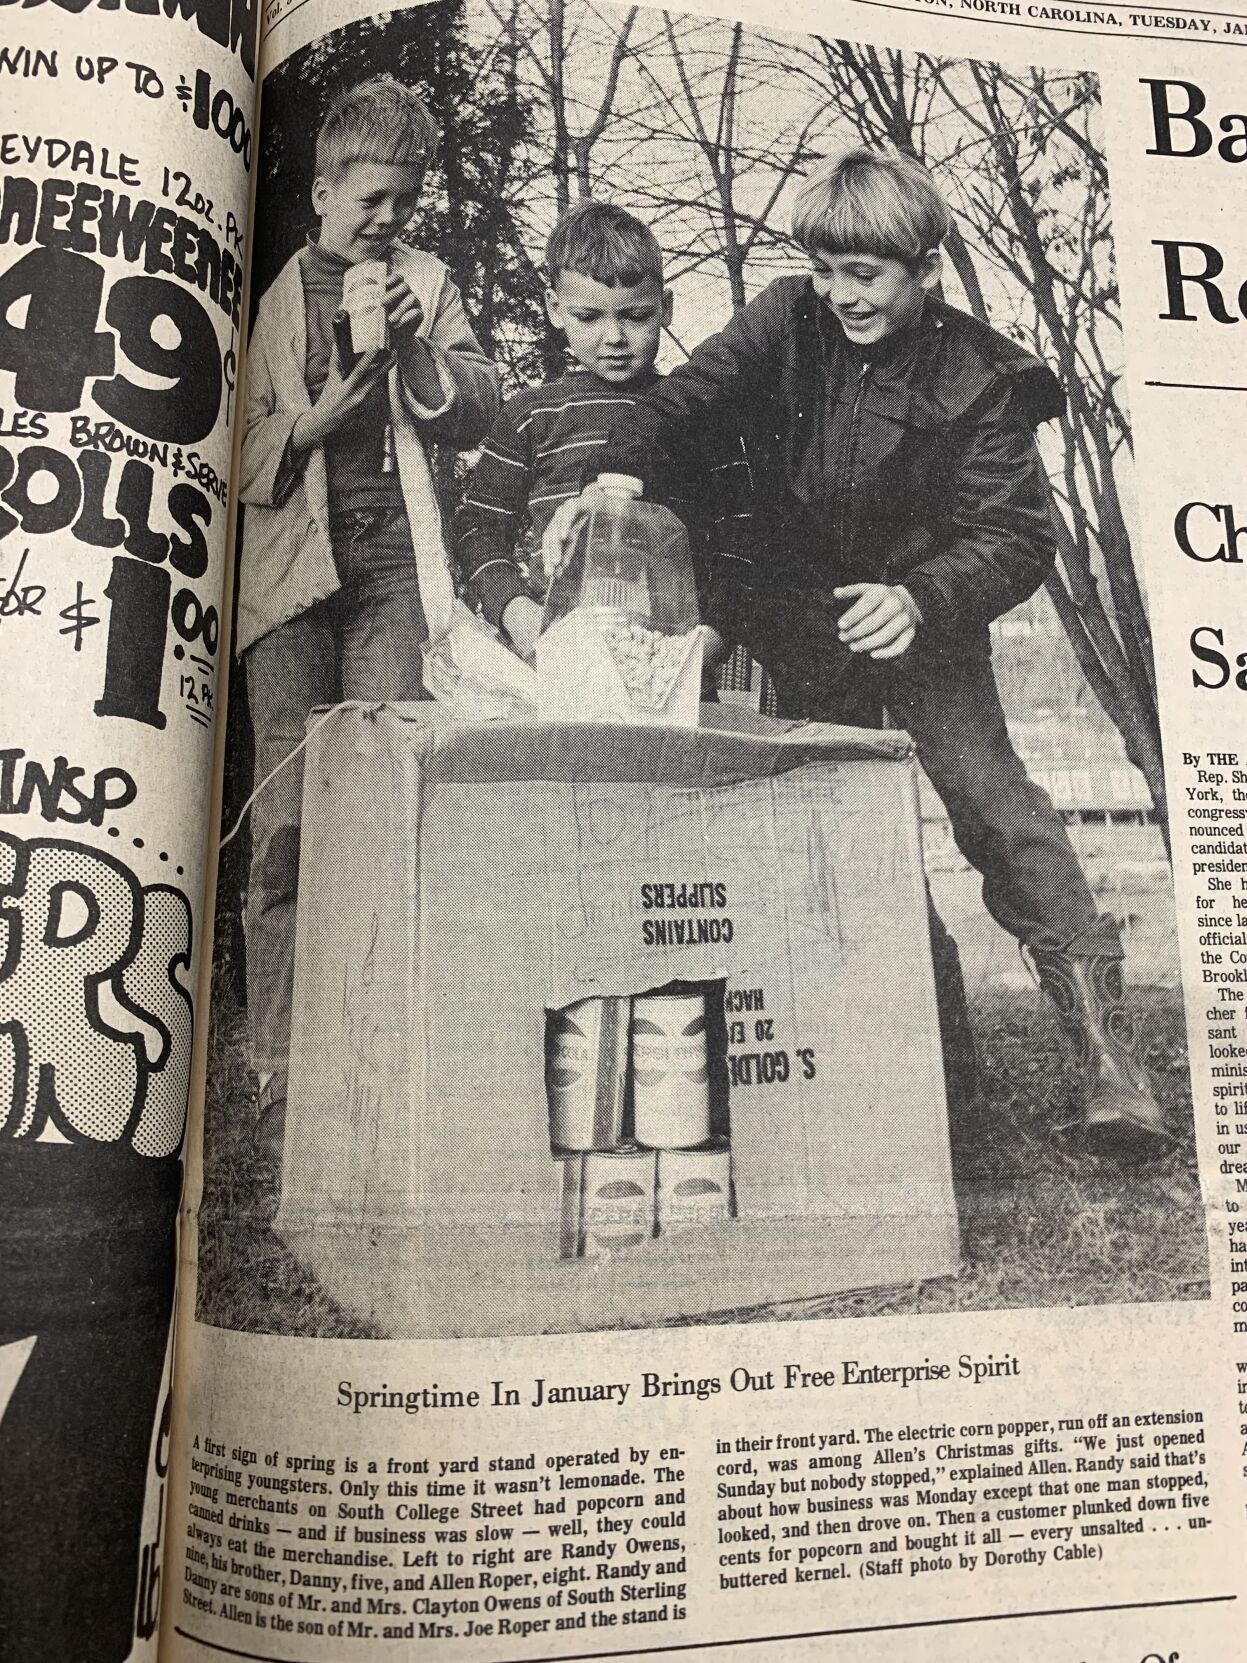 WIN UP TO $1000
12 OZ. PK
49¢
BROWN & SERVE
ROLLS
$1.00
12 PK.
INSP...
Vol.
NORTH CAROLINA, TUESDAY,
CONTAINS
SLIPPERS
20
S.
Springtime In January Brings Out Free Enterprise Spirit
A first sign of spring is a front yard stand operated by en-
terprising youngsters. Only this time it wasn't lemonade. The
young merchants on South College Street had popcorn and
canned drinks — and if business was slow — well, they could
always eat the merchandise. Left to right are Randy Owens,
nine, his brother, Danny, five, and Allen Roper, eight. Randy and
Danny are sons of Mr. and Mrs. Clayton Owens of South Sterling
Street. Allen is the son of Mr. and Mrs. Joe Roper and the stand is
in their front yard. The electric corn popper, run off an extension
cord, was among Allen's Christmas gifts. "We just opened
Sunday but nobody stopped," explained Allen. Randy said that's
about how business was Monday except that one man stopped,
looked, and then drove on. Then a customer plunked down five
cents for popcorn and bought it all — every unsalted . . . un-
buttered kernel. (Staff photo by Dorothy Cable)
Ba
Re
Ch
Sa
By THE
Rep. Sh
York, th
congressw
nounced
candidat
presiden
She h
for he
since la
official
the Co
Brookl
The
cher f
sant
looke
minis
spirit
to lif
in us
our
drea
M
to
yea
ha
int
pa
co
m
Of